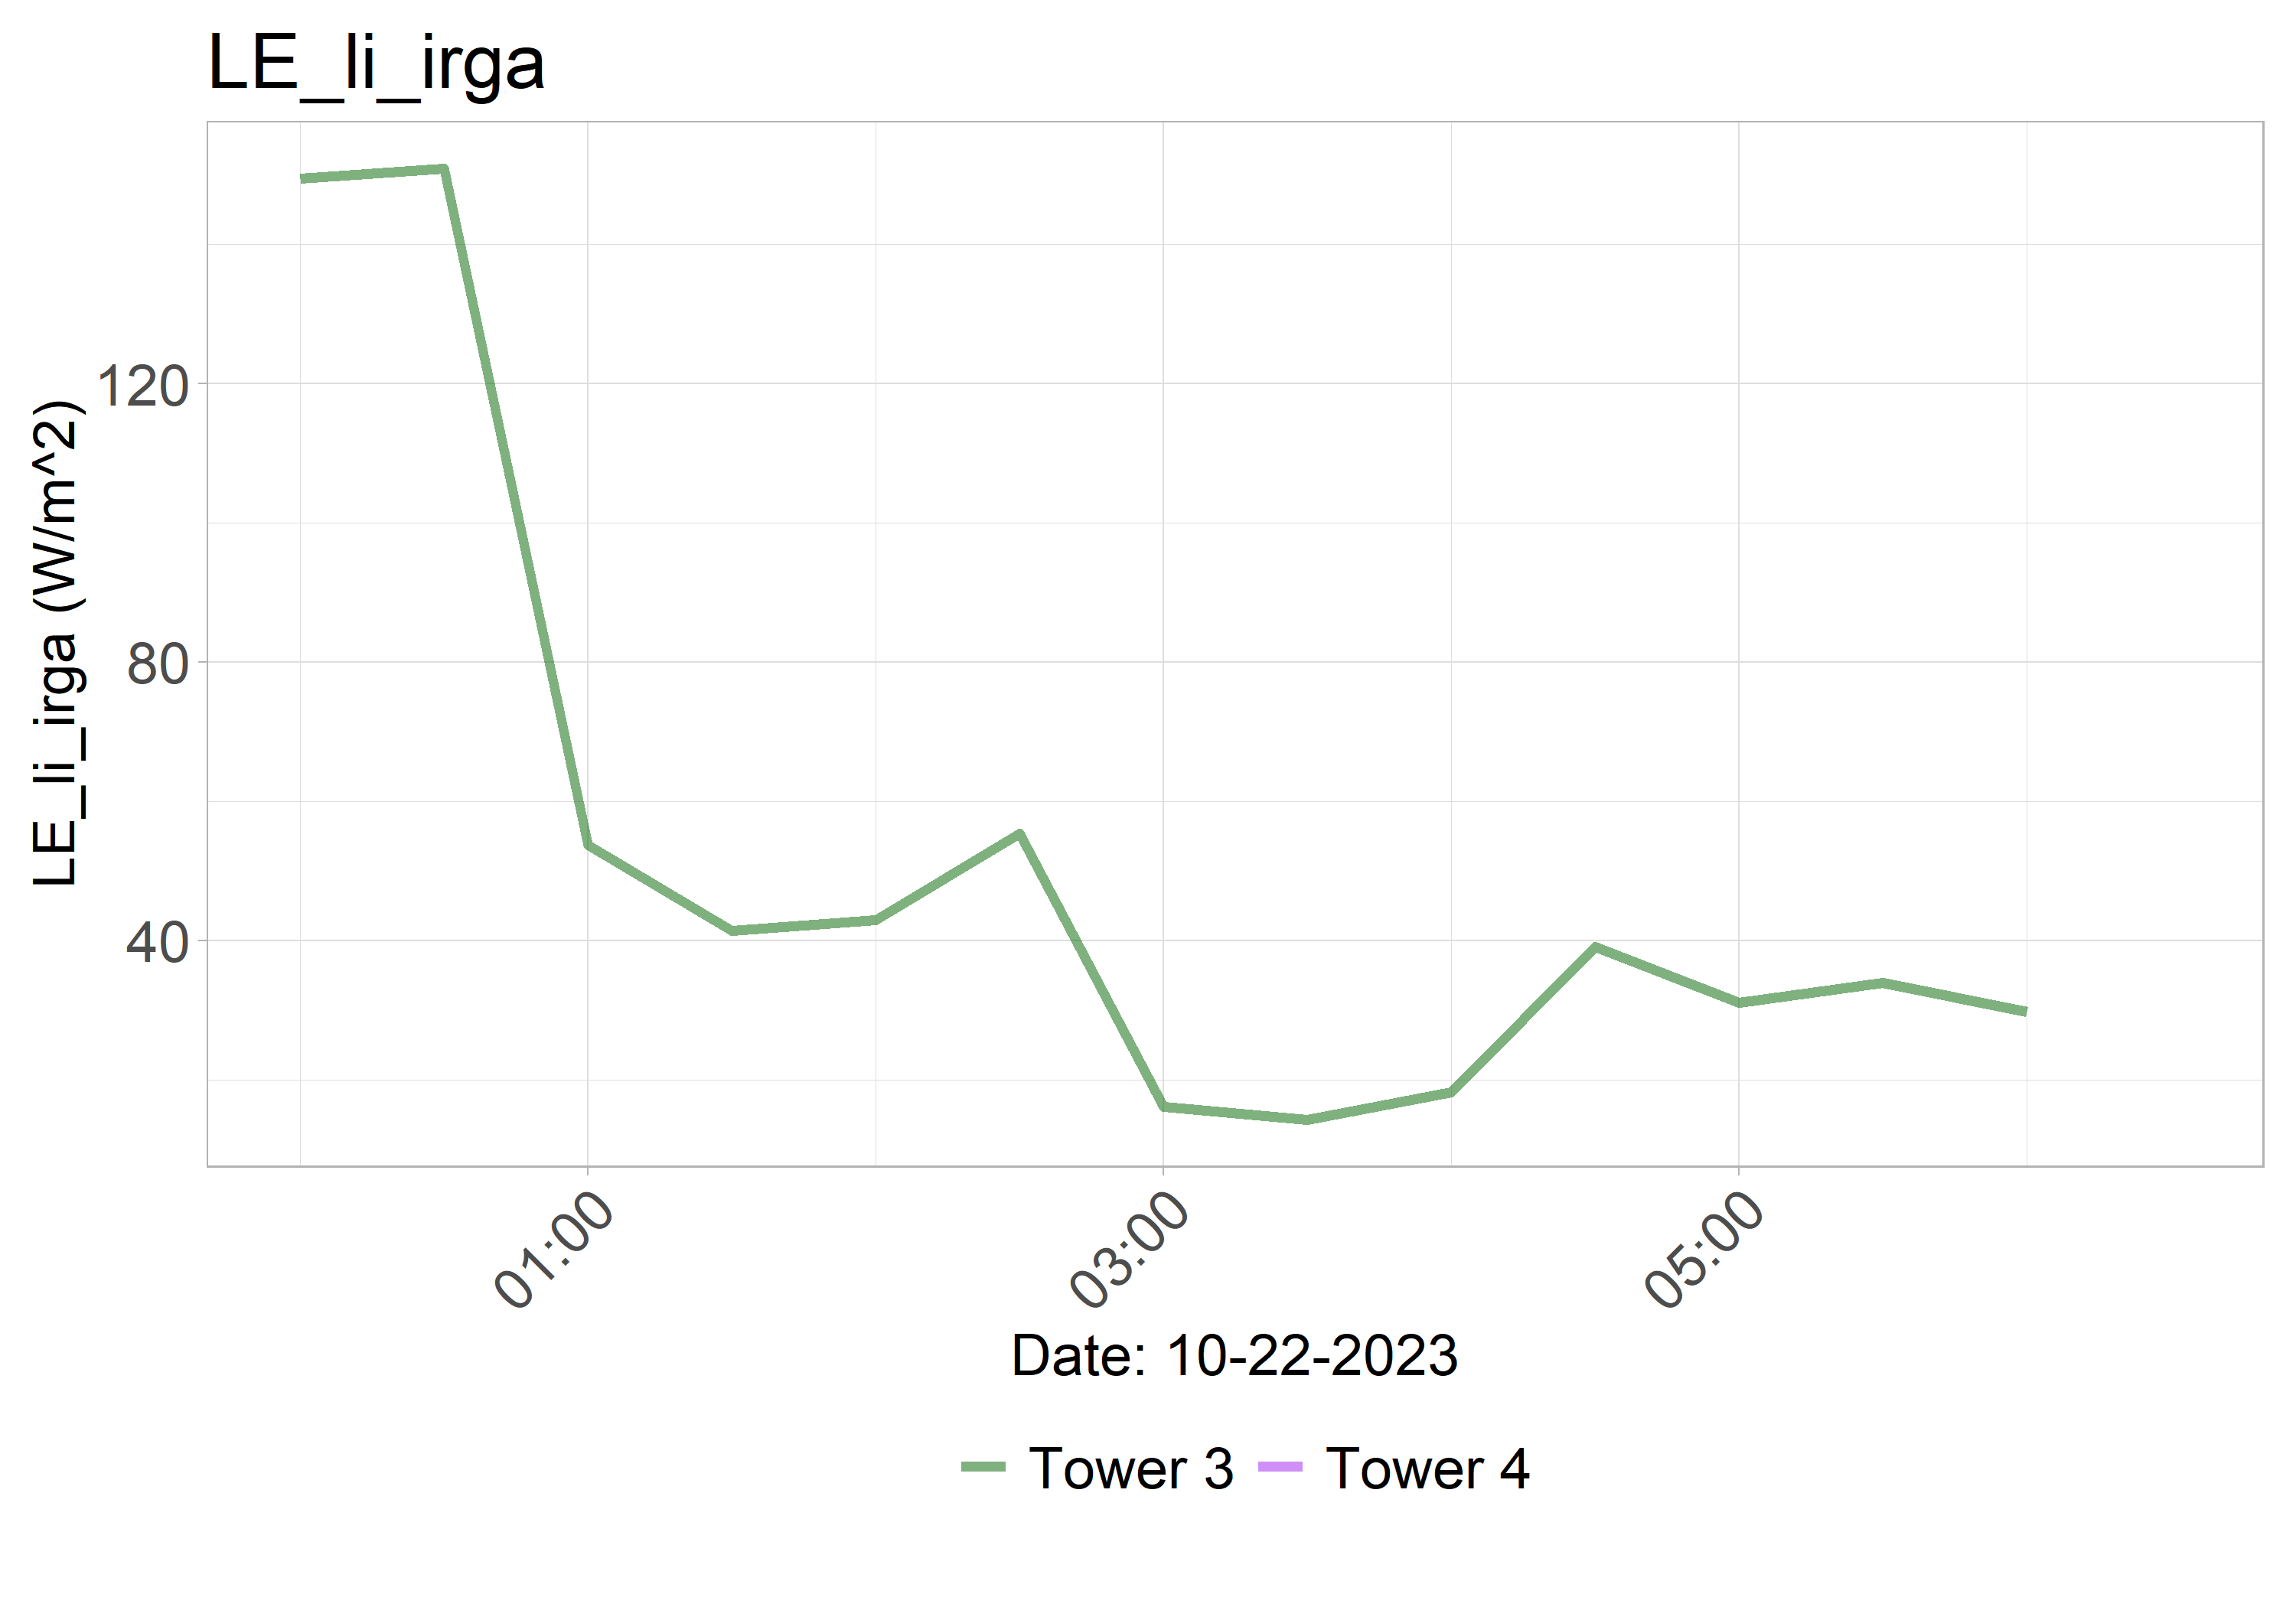 LE_li_irga
LE_li_irga (W/m^2)
120
80
40
01:00
03:00
05:00
Date: 10-22-2023
Tower 3
Tower 4